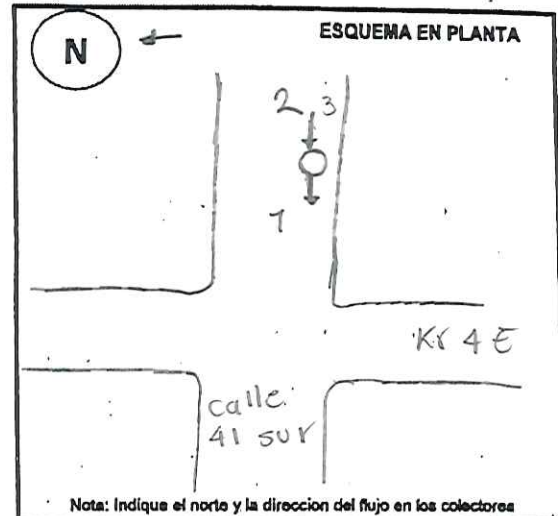 N
ESQUEMA EN PLANTA
2,3
1
Kr 4 E
calle
41 sur
Nota: Indique el norte y la direccion del flujo en los colectores